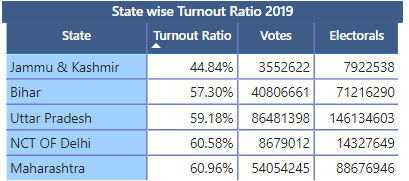 State wise Turnout Ratio 2019
State Turnout Ratio Votes Electorals
Jammu & Kashmir 44.84% 3552622 7922538
Bihar 57.30% 40806661 71216290
Uttar Pradesh 59.18% 86481398 146134603
NCT OF Delhi 60.58% 8679012 14327649
Maharashtra 60.96% 54054245 88676946